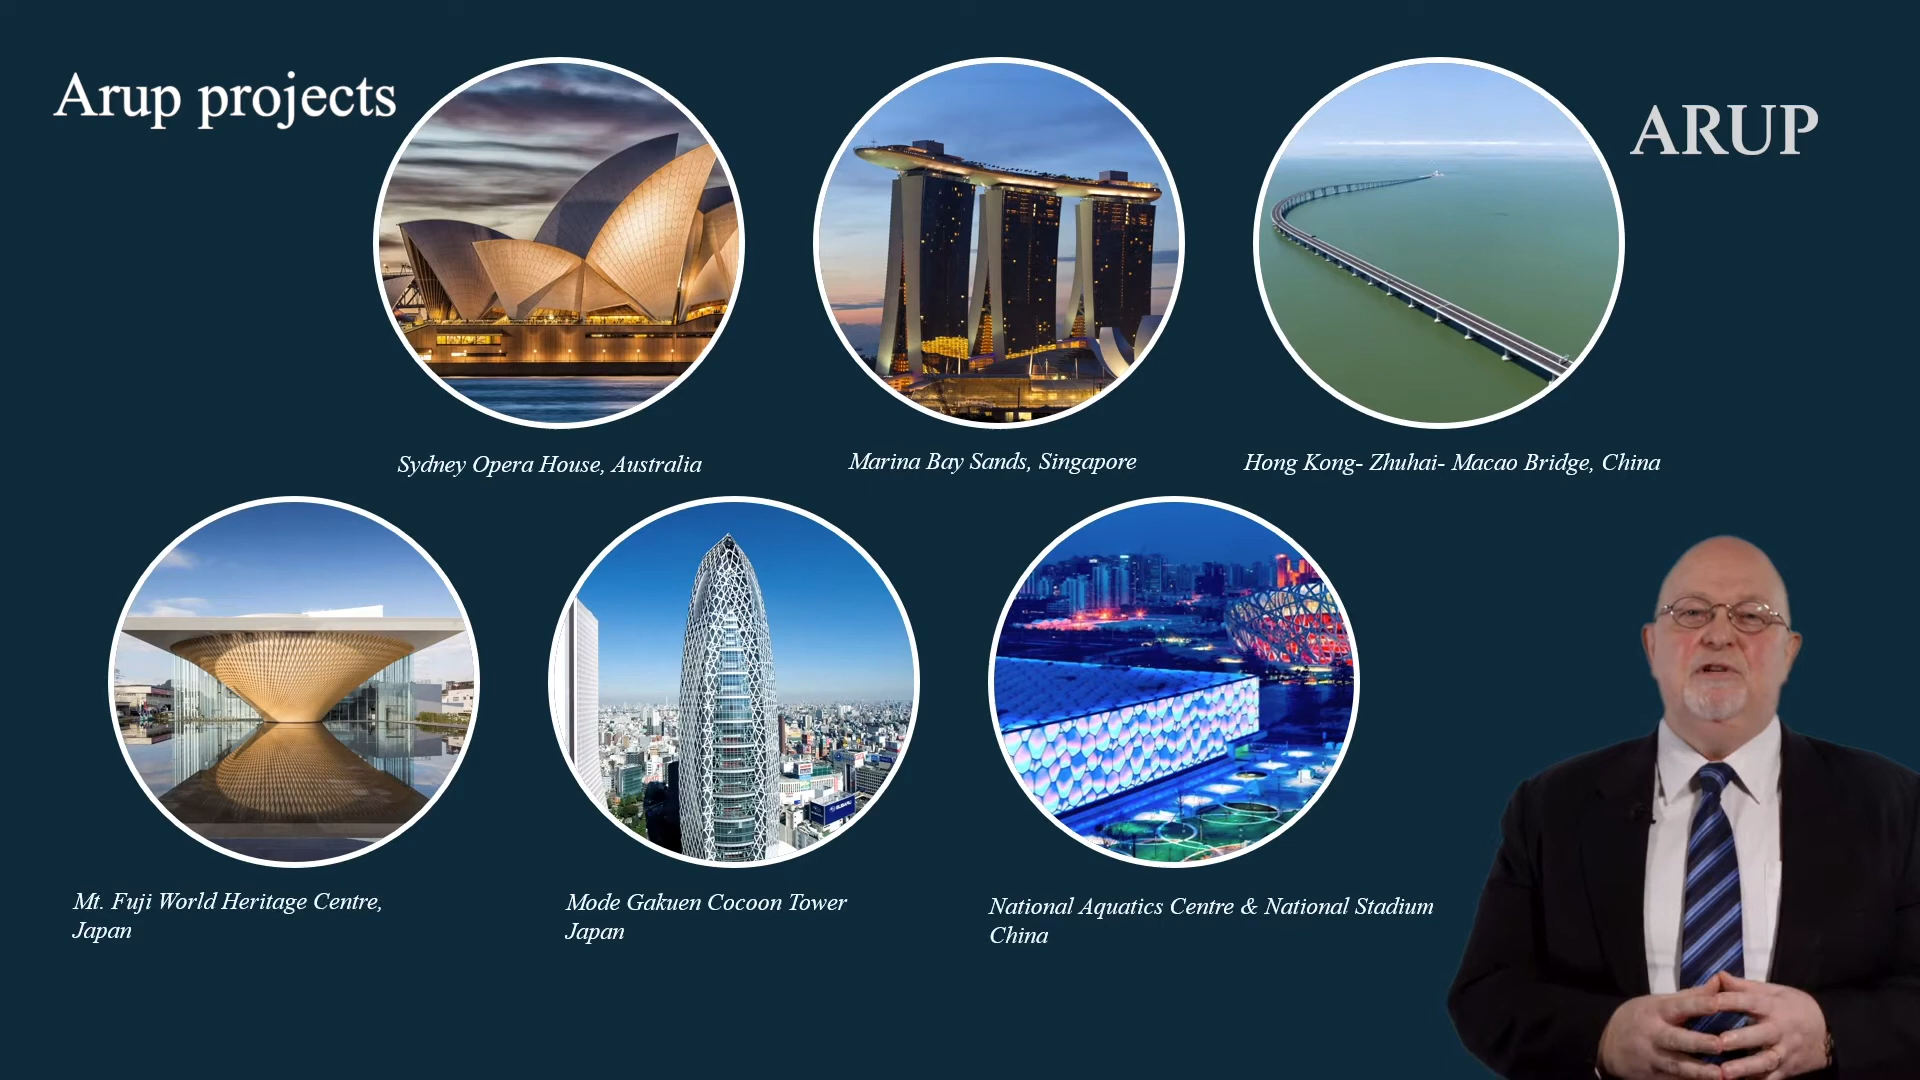 Arup projects
ARUP
Sydney Opera House, Australia
Marina Bay Sands, Singapore
Hong Kong- Zhuhai- Macao Bridge, China
Mt. Fuji World Heritage Centre,
Japan
Mode Gakuen Cocoon Tower
Japan
National Aquatics Centre & National Stadium
China
SUBARU